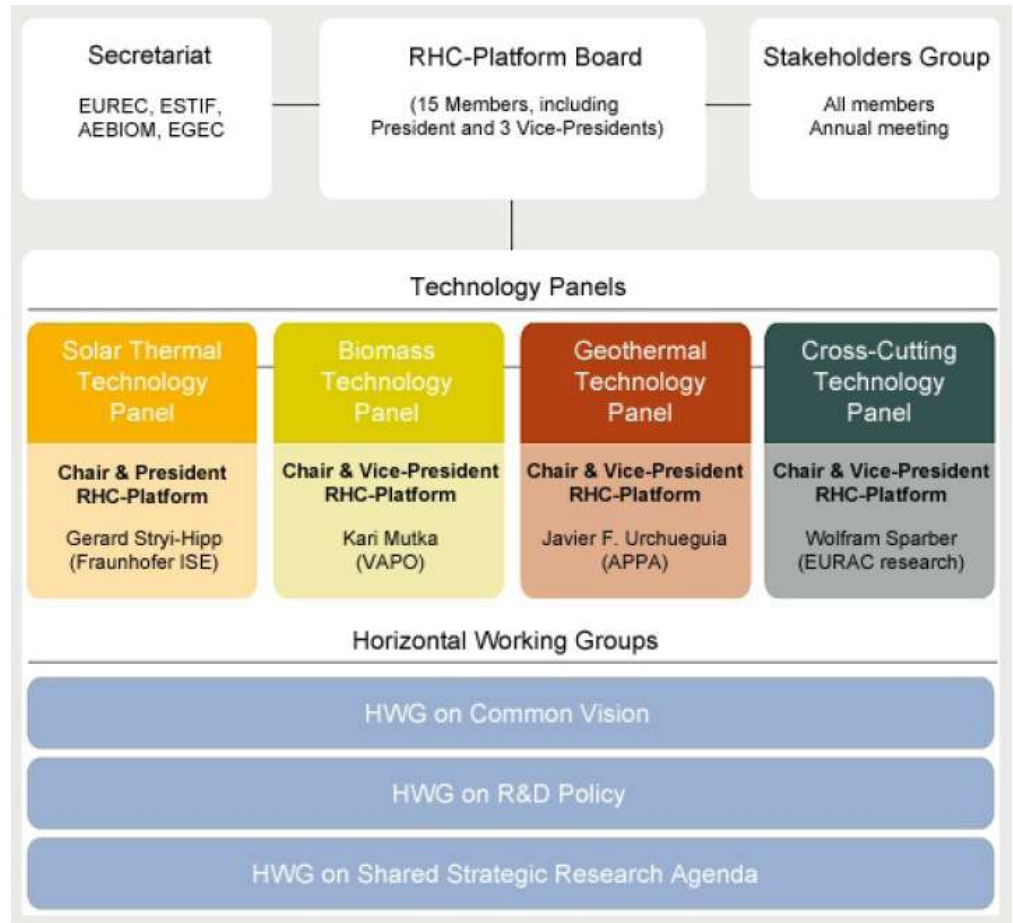 Secretariat
EUREC, ESTIF,
AEBIOM, EGEC
RHC-Platform Board
(15 Members, including
President and 3 Vice-Presidents)
Stakeholders Group
All members
Annual meeting
Technology Panels
Solar Thermal
Technology
Panel
Chair & President
RHC-Platform
Gerard Stryi-Hipp
(Fraunhofer ISE)
Biomass
Technology
Panel
Chair & Vice-President
RHC-Platform
Kari Mutka
(VAPO)
Geothermal
Technology
Panel
Chair & Vice-President
RHC-Platform
Javier F. Urchueguia
(APPA)
Cross-Cutting
Technology
Panel
Chair & Vice-President
RHC-Platform
Wolfram Sparber
(EURAC research)
Horizontal Working Groups
HWG on Common Vision
HWG on R&D Policy
HWG on Shared Strategic Research Agenda